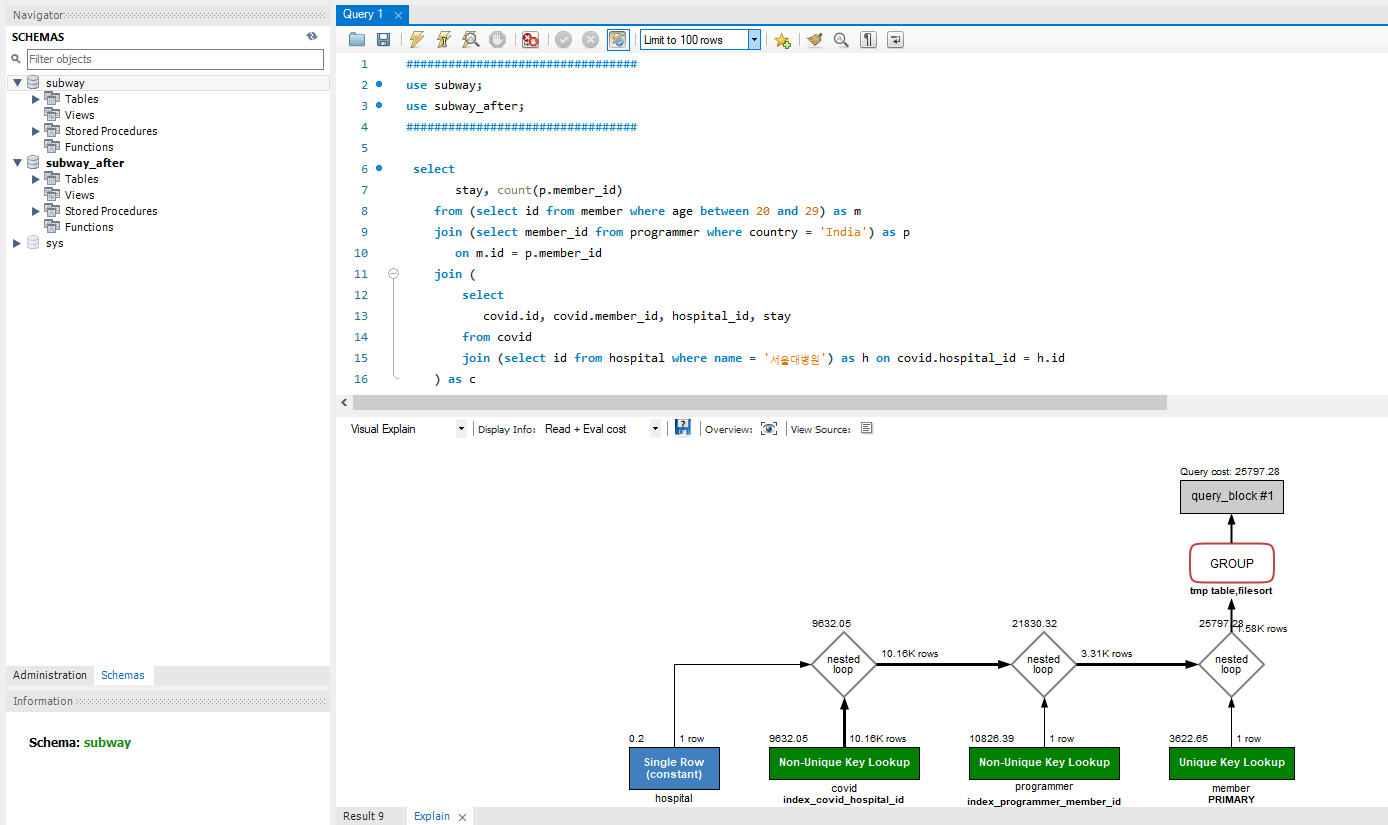 Navigator
SCHEMAS
Filter objects
subway
Tables
Views
Stored Procedures
Functions
subway_after
Tables
Views
Stored Procedures
Functions
sys
Administration
Schemas
Information
Schema: subway
Query 1
Limit to 100 rows
1 #################################
2 use subway;
3 use subway_after;
4 #################################
5
6 select
7 stay, count(p.member_id)
8 from (select id from member where age between 20 and 29) as m
9 join (select member_id from programmer where country = 'India') as p
10 on m.id = p.member_id
11 join (
12 select
13 covid.id, covid.member_id, hospital_id, stay
14 from covid
15 join (select id from hospital where name = '서울대병원') as h on covid.hospital_id = h.id
16 ) as c
Visual Explain
Display Info: Read + Eval cost
Overview:
View Source:
Query cost: 25797.28
query_block #1
GROUP
tmp table,filesort
9632.05
21830.32
25797.28
1.58K rows
nested loop
10.16K rows
nested loop
3.31K rows
nested loop
0.2
1 row
9632.05
10.16K rows
10826.39
1 row
3622.65
1 row
Single Row
(constant)
Non-Unique Key Lookup
Non-Unique Key Lookup
Unique Key Lookup
hospital
covid
index_covid_hospital_id
programmer
index_programmer_member_id
member
PRIMARY
Result 9
Explain